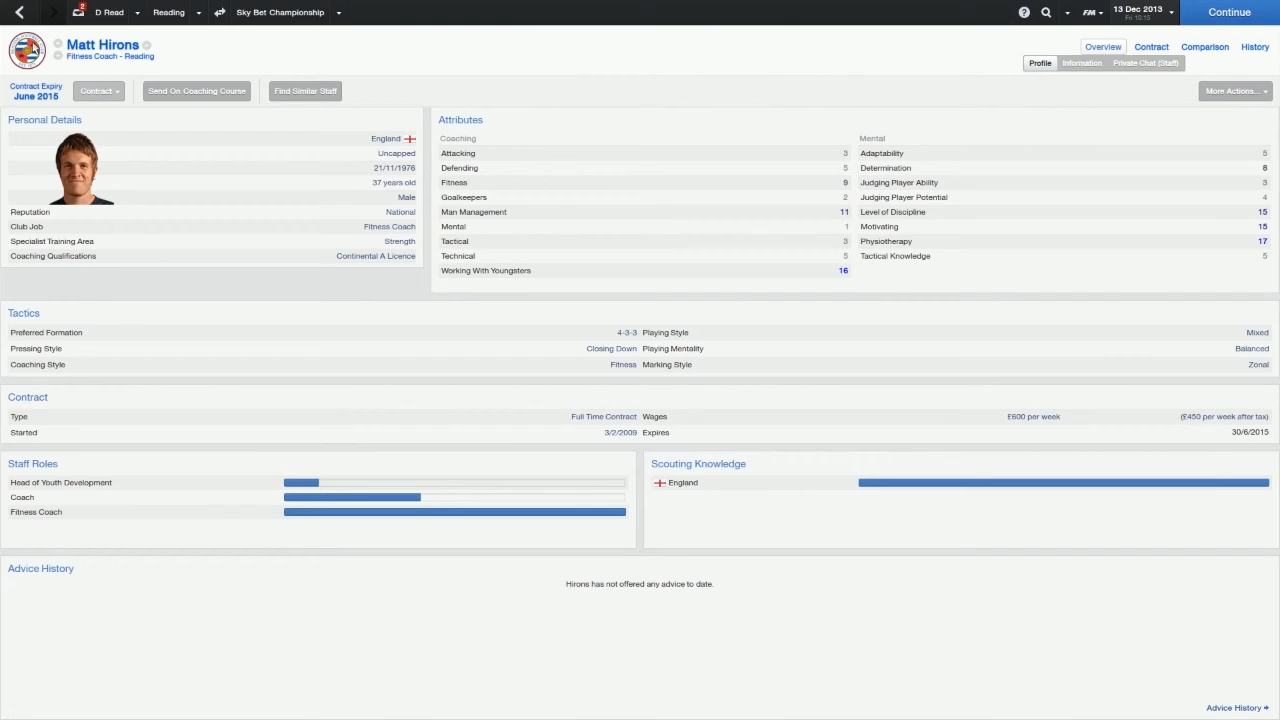 2 D Read Reading Sky Bet Championship ? FM 13 Dec 2013 Continue
Fri 10:15
Matt Hirons
Fitness Coach - Reading
Overview Contract Comparison History
Profile Information Private Chat (Staff)
Contract Expiry
June 2015
Contract Send On Coaching Course Find Similar Staff More Actions...
Personal Details
England
Uncapped
21/11/1976
37 years old
Male
Reputation National
Club Job Fitness Coach
Specialist Training Area Strength
Coaching Qualifications Continental A Licence
Attributes
Coaching Mental
Attacking 3 Adaptability 5
Defending 5 Determination 8
Fitness 9 Judging Player Ability 3
Goalkeepers 2 Judging Player Potential 4
Man Management 11 Level of Discipline 15
Mental 1 Motivating 15
Tactical 3 Physiotherapy 17
Technical 5 Tactical Knowledge 5
Working With Youngsters 16
Tactics
Preferred Formation 4-3-3 Playing Style Mixed
Pressing Style Closing Down Playing Mentality Balanced
Coaching Style Fitness Marking Style Zonal
Contract
Type Full Time Contract Wages £600 per week (£450 per week after tax)
Started 3/2/2009 Expires 30/6/2015
Staff Roles
Head of Youth Development
Coach
Fitness Coach
Scouting Knowledge
England
Advice History
Hirons has not offered any advice to date.
Advice History